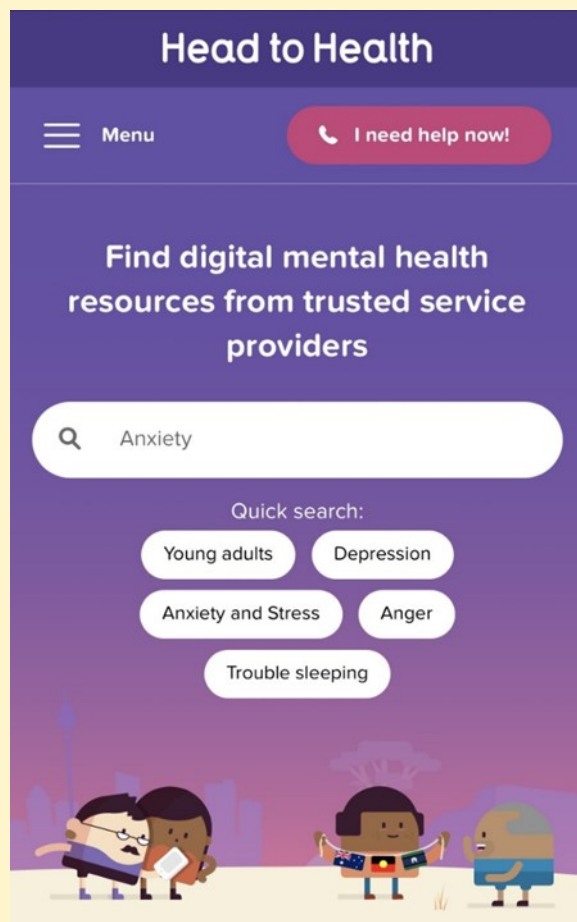 Head to Health
Menu
I need help now!
Find digital mental health
resources from trusted service
providers
Anxiety
Quick search:
Young adults
Depression
Anxiety and Stress
Anger
Trouble sleeping